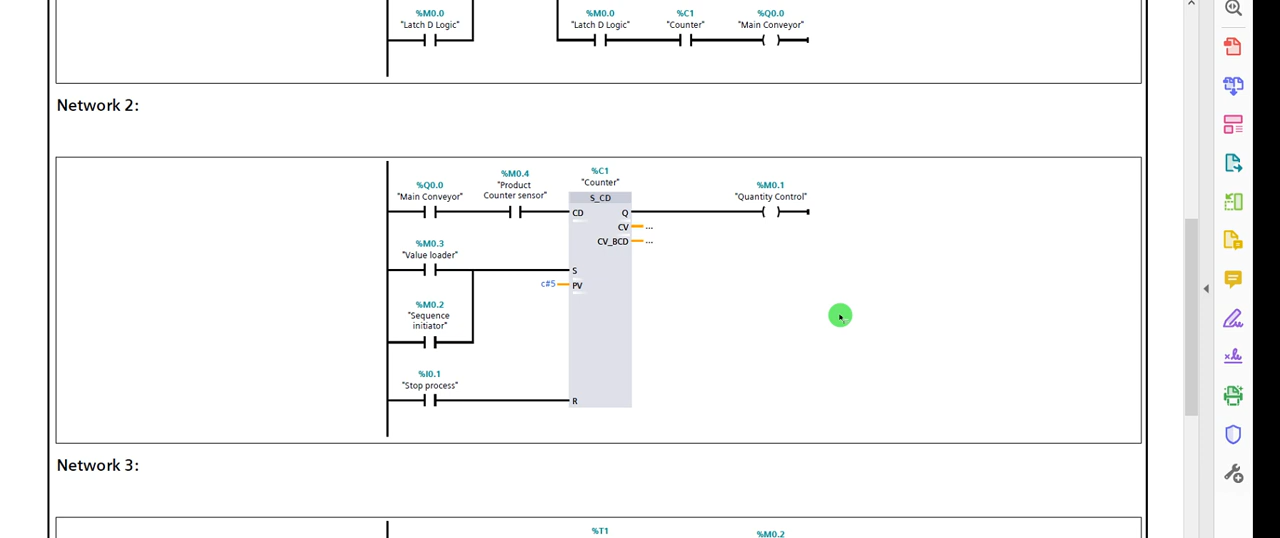 %M0.0 %M0.0 %C1 %Q0.0
"Latch D Logic" "Latch D Logic" "Counter" "Main Conveyor"
Network 2:
%C1
"Counter"
%M0.4
"Product
Counter sensor"
%Q0.0
"Main Conveyor"
%M0.1
"Quantity Control"
S_CD
CD Q
CV ...
CV_BCD ...
%M0.3
"Value loader"
S
c#5 PV
%M0.2
"Sequence
initiator"
%I0.1
"Stop process"
R
Network 3:
%T1 %M0.2